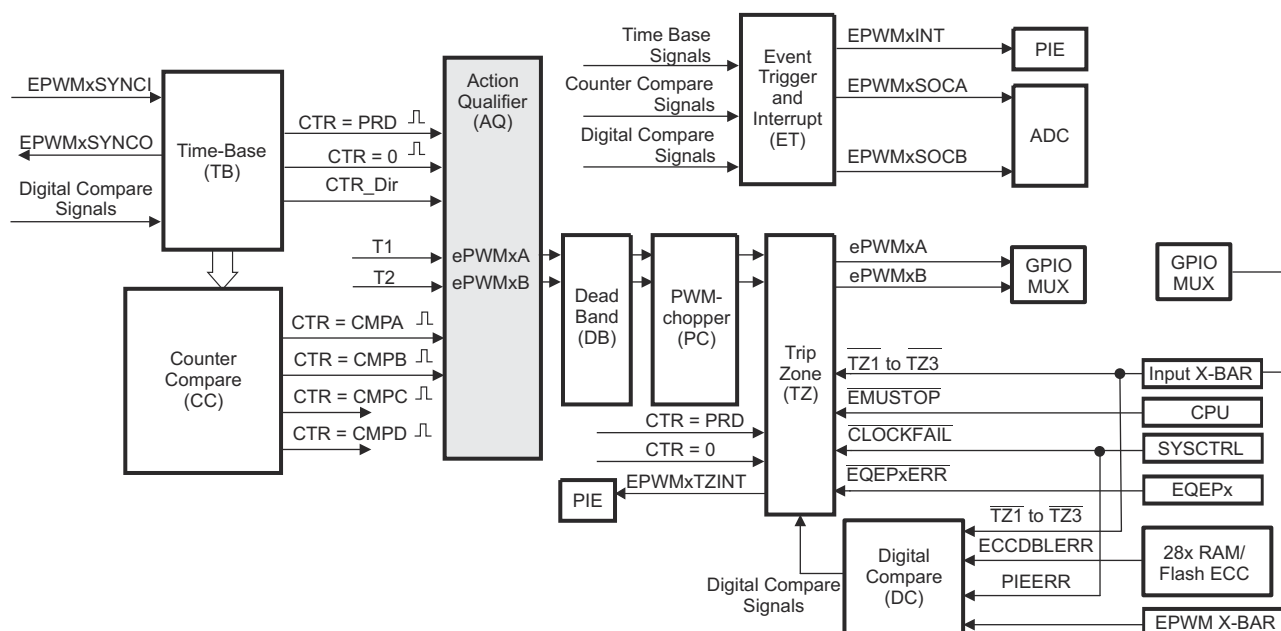 EPWMxSYNCI
EPWMxSYNCO
Digital Compare
Signals
Time-Base
(TB)
CTR = PRD
CTR = 0
CTR_Dir
T1
T2
Counter
Compare
(CC)
CTR = CMPA
CTR = CMPB
CTR = CMPC
CTR = CMPD
Action
Qualifier
(AQ)
ePWMxA
ePWMxB
Dead
Band
(DB)
PWM-
chopper
(PC)
Time Base
Signals
Counter Compare
Signals
Digital Compare
Signals
Event
Trigger
and
Interrupt
(ET)
EPWMxINT
EPWMxSOCA
EPWMxSOCB
PIE
ADC
Trip
Zone
(TZ)
ePWMxA
ePWMxB
GPIO
MUX
GPIO
MUX
TZ1 to TZ3
EMUSTOP
CLOCKFAIL
EQEPxERR
Input X-BAR
CPU
SYSCTRL
EQEPx
CTR = PRD
CTR = 0
EPWMxTZINT
PIE
TZ1 to TZ3
ECCDBLERR
PIEERR
28x RAM/
Flash ECC
EPWM X-BAR
Digital
Compare
(DC)
Digital Compare
Signals